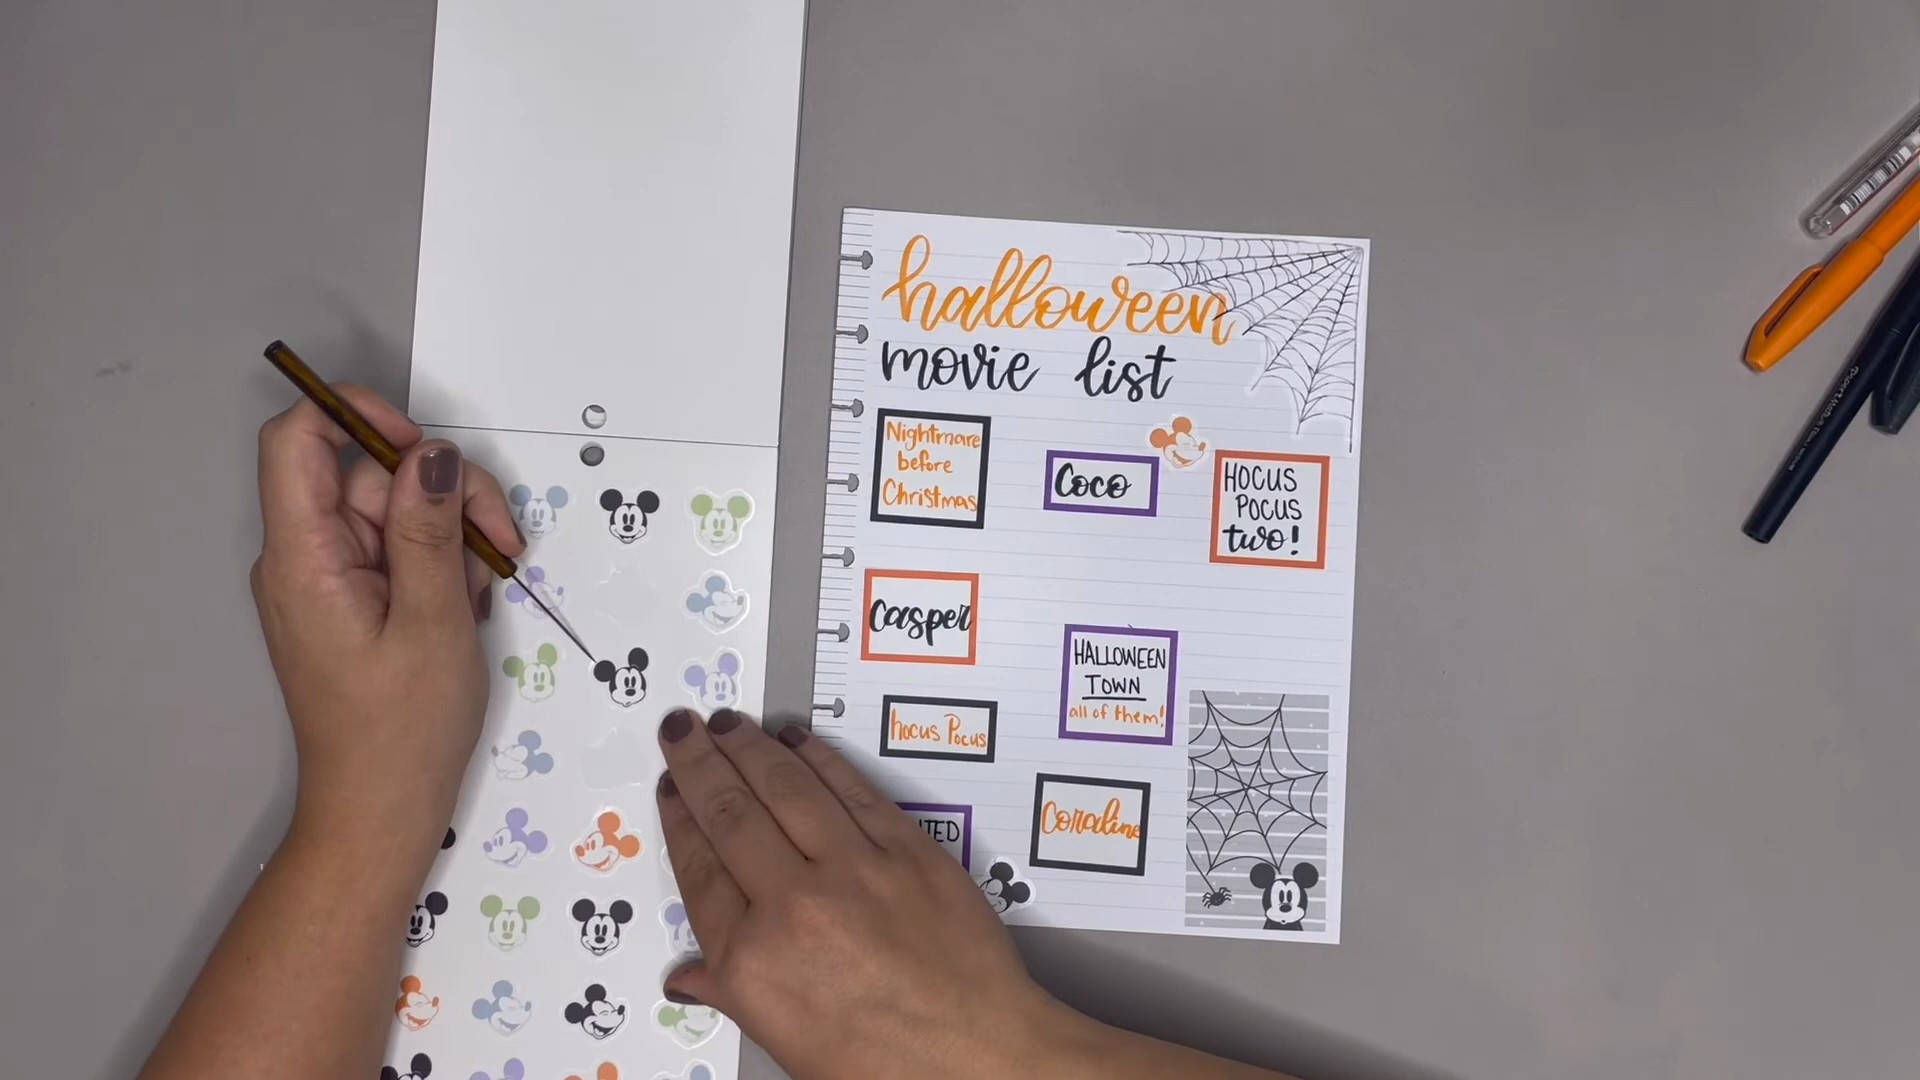 halloween
movie list
Nightmare
before
Christmas
Coco
HOCUS
POCUS
two!
Casper
HALLOWEEN
TOWN
all of them!
hocus Pocus
Coraline